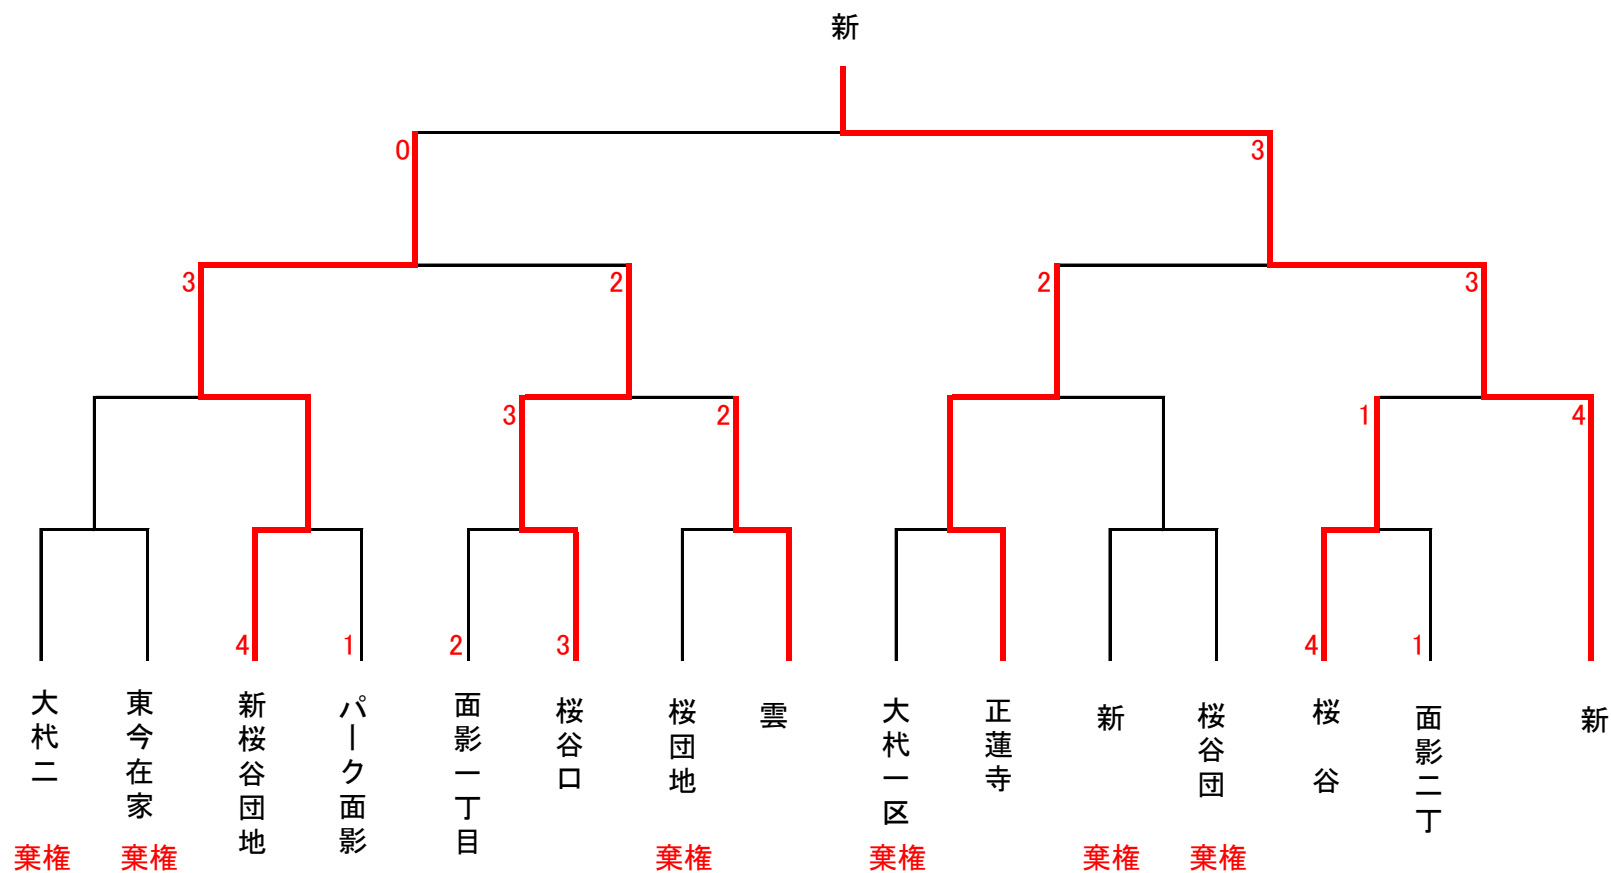 新
0
3
3
2
2
3
3
2
1
4
4
1
2
3
4
1
大杙二
東今在家
新桜谷団地
パーク面影
面影一丁目
桜谷口
桜団地
雲
大杙一区
正蓮寺
新
桜谷団
桜　谷
面影二丁
新
棄権
棄権
棄権
棄権
棄権
棄権